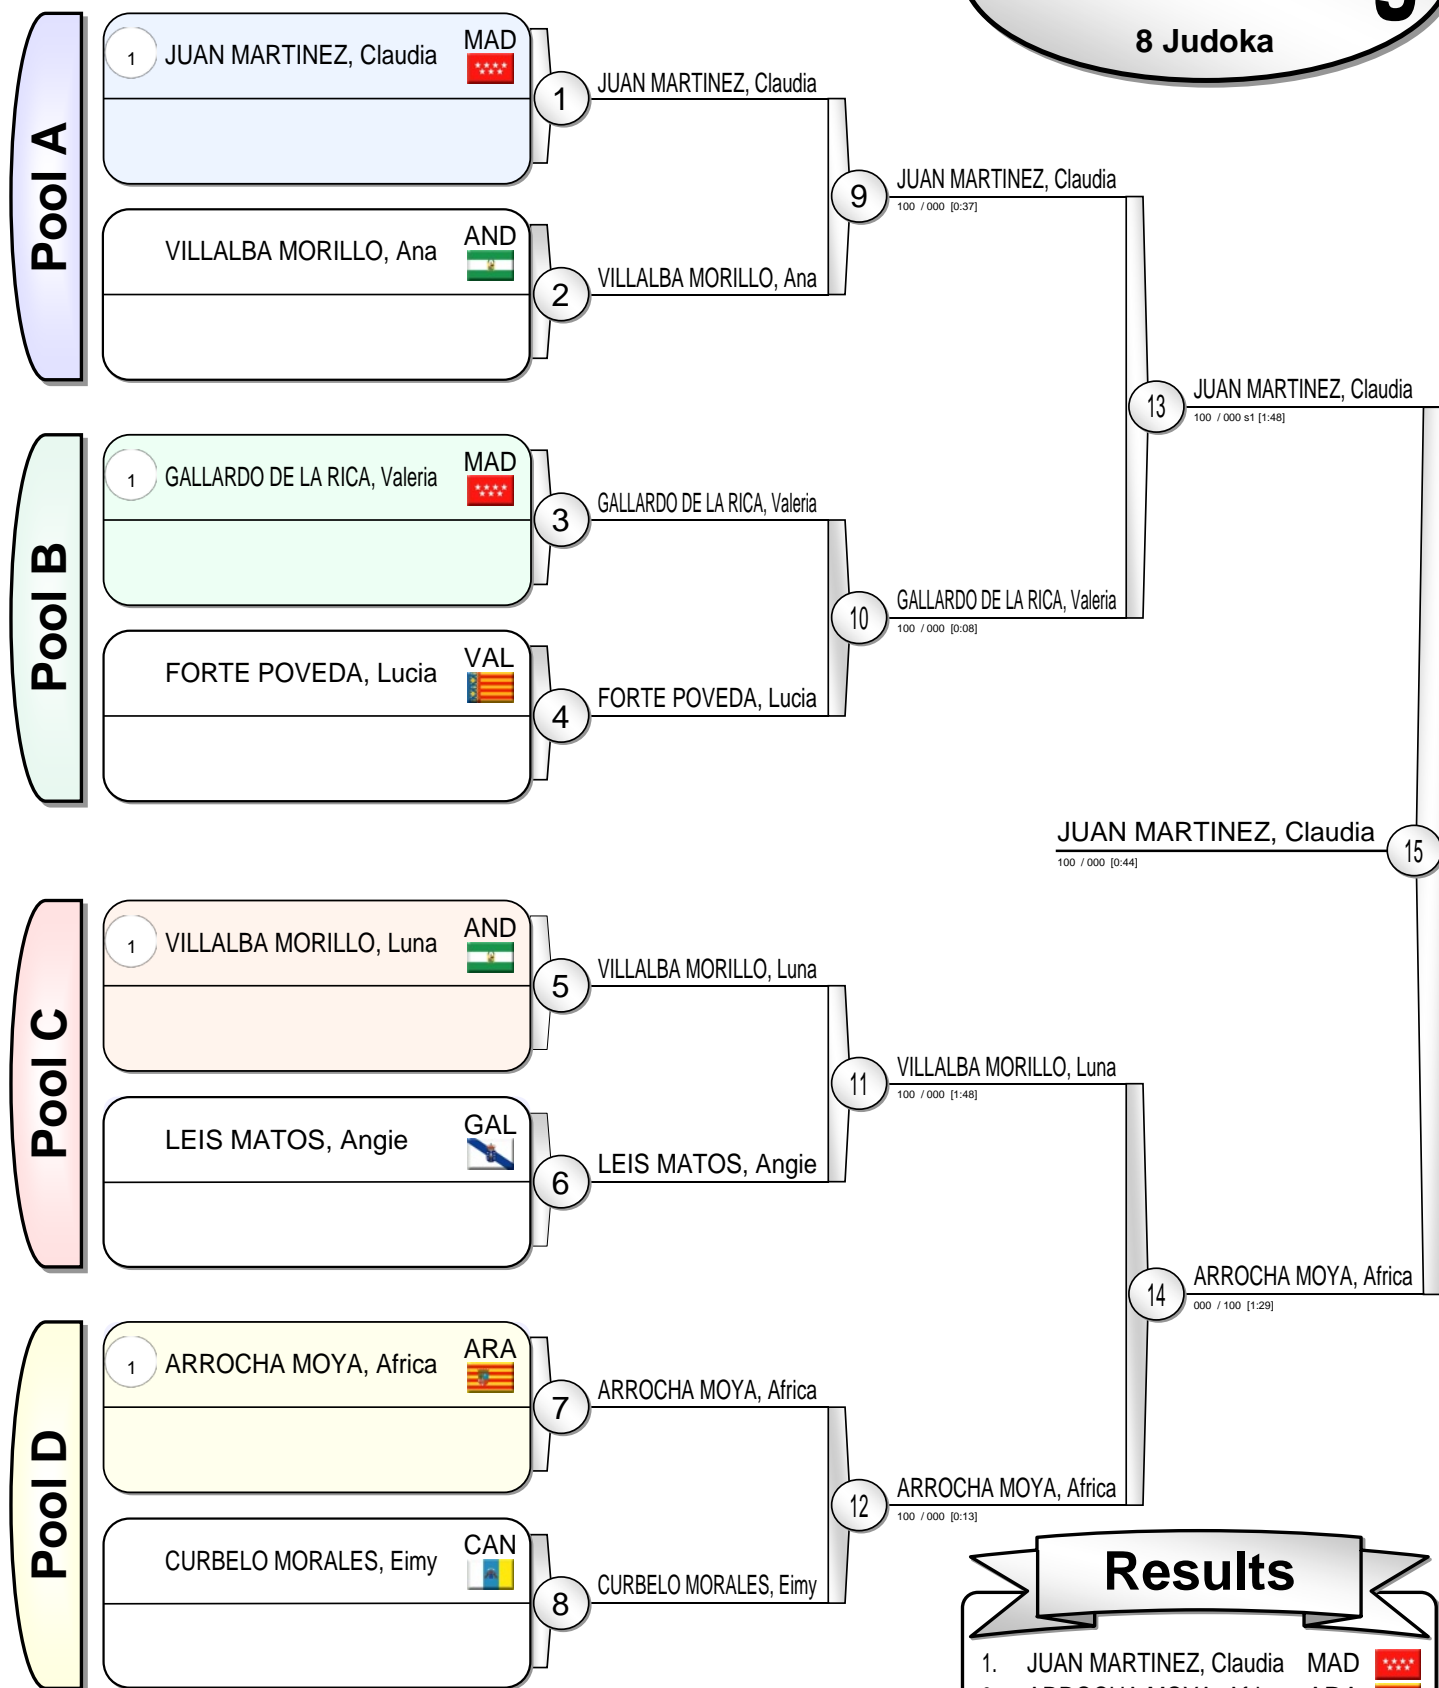 8 Judoka
Pool A
1 JUAN MARTINEZ, Claudia MAD
1 JUAN MARTINEZ, Claudia
VILLALBA MORILLO, Ana AND
2 VILLALBA MORILLO, Ana
9 JUAN MARTINEZ, Claudia
100 / 000 [0:37]
Pool B
1 GALLARDO DE LA RICA, Valeria MAD
3 GALLARDO DE LA RICA, Valeria
FORTE POVEDA, Lucia VAL
4 FORTE POVEDA, Lucia
10 GALLARDO DE LA RICA, Valeria
100 / 000 [0:08]
13 JUAN MARTINEZ, Claudia
100 / 000 s1 [1:48]
JUAN MARTINEZ, Claudia 15
100 / 000 [0:44]
Pool C
1 VILLALBA MORILLO, Luna AND
5 VILLALBA MORILLO, Luna
LEIS MATOS, Angie GAL
6 LEIS MATOS, Angie
11 VILLALBA MORILLO, Luna
100 / 000 [1:48]
14 ARROCHA MOYA, Africa
000 / 100 [1:29]
Pool D
1 ARROCHA MOYA, Africa ARA
7 ARROCHA MOYA, Africa
CURBELO MORALES, Eimy CAN
8 CURBELO MORALES, Eimy
12 ARROCHA MOYA, Africa
100 / 000 [0:13]
Results
1. JUAN MARTINEZ, Claudia MAD